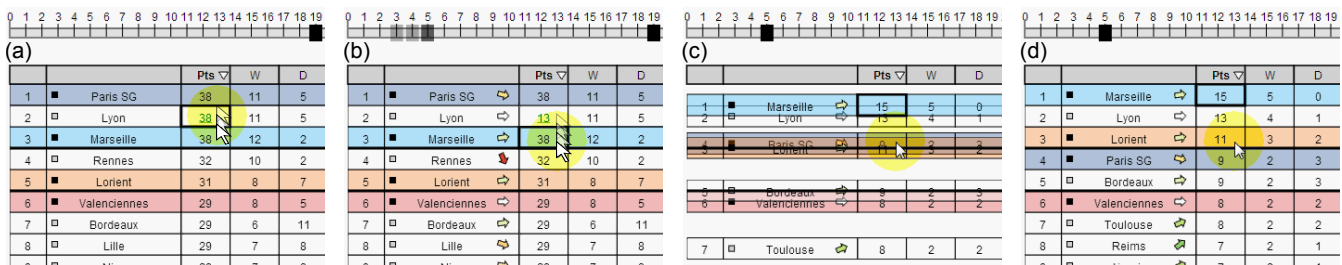 0 1 2 3 4 5 6 7 8 9 10 11 12 13 14 15 16 17 18 19
(a)
Pts W D
1 Paris SG 38 11 5
2 Lyon 38 11 5
3 Marseille 38 12 2
4 Rennes 32 10 2
5 Lorient 31 8 7
6 Valenciennes 29 8 5
7 Bordeaux 29 6 11
8 Lille 29 7 8
0 1 2 3 4 5 6 7 8 9 10 11 12 13 14 15 16 17 18 19
(b)
Pts W D
1 Paris SG 38 11 5
2 Lyon 13 11 5
3 Marseille 38 12 2
4 Rennes 32 10 2
5 Lorient 31 8 7
6 Valenciennes 29 8 5
7 Bordeaux 29 6 11
8 Lille 29 7 8
0 1 2 3 4 5 6 7 8 9 10 11 12 13 14 15 16 17 18 19
(c)
Pts W D
1 Marseille 15 5 0
2 Lyon 13 4 1
Paris SG 9 2 3
Lorient 11 3 2
5 Bordeaux
6 Valenciennes 8 2 2
7 Toulouse 8 2 2
0 1 2 3 4 5 6 7 8 9 10 11 12 13 14 15 16 17 18 19
(d)
Pts W D
1 Marseille 15 5 0
2 Lyon 13 4 1
3 Lorient 11 3 2
4 Paris SG 9 2 3
5 Bordeaux 9 2 3
6 Valenciennes 8 2 2
7 Toulouse 8 2 2
8 Reims 7 2 1